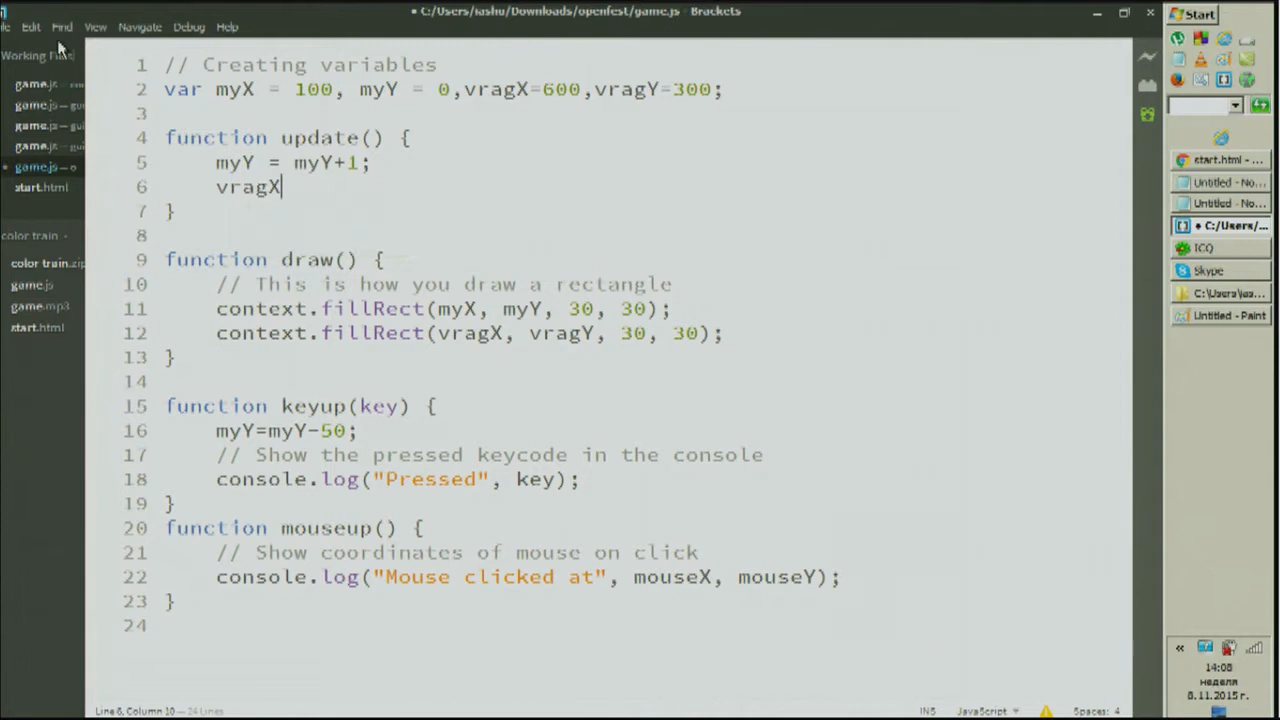 • C:/Users/iashu/Downloads/openfest/game.js - Brackets
Edit Find View Navigate Debug Help
Working Files
game.js
game.js
game.js
game.js
game.js — o
start.html
color train -
color train.zip
game.js
game.mp3
start.html
1 // Creating variables
2 var myX = 100, myY = 0,vragX=600,vragY=300;
3
4 function update() {
5 myY = myY+1;
6 vragX
7 }
8
9 function draw() {
10 // This is how you draw a rectangle
11 context.fillRect(myX, myY, 30, 30);
12 context.fillRect(vragX, vragY, 30, 30);
13 }
14
15 function keyup(key) {
16 myY=myY-50;
17 // Show the pressed keycode in the console
18 console.log("Pressed", key);
19 }
20 function mouseup() {
21 // Show coordinates of mouse on click
22 console.log("Mouse clicked at", mouseX, mouseY);
23 }
24
Line 6, Column 10 — 24 Lines
INS JavaScript Spaces: 4
Start
start.html - ...
Untitled - No...
Untitled - No...
• C:/Users/...
ICQ
Skype
C:\Users\ias...
Untitled - Paint
«
14:08
неделя
8.11.2015 г.